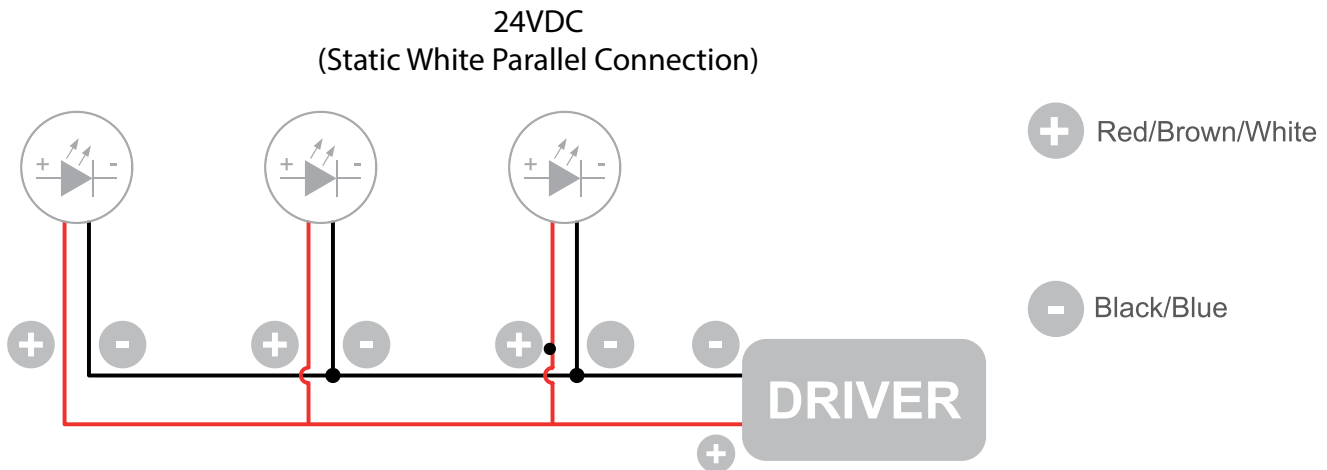 24VDC
(Static White Parallel Connection)
+ -
+ -
+ -
+ Red/Brown/White
+ -
+ -
+ -
-
- Black/Blue
DRIVER
+